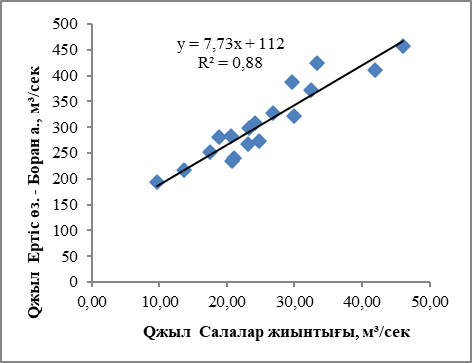 y = 7,73x + 112
R² = 0,88
500
450
400
350
300
250
200
150
100
50
0
0,00 10,00 20,00 30,00 40,00 50,00
Qжыл Ертіс өз. - Боран а., м³/сек
Qжыл Салалар жиынтығы, м³/сек